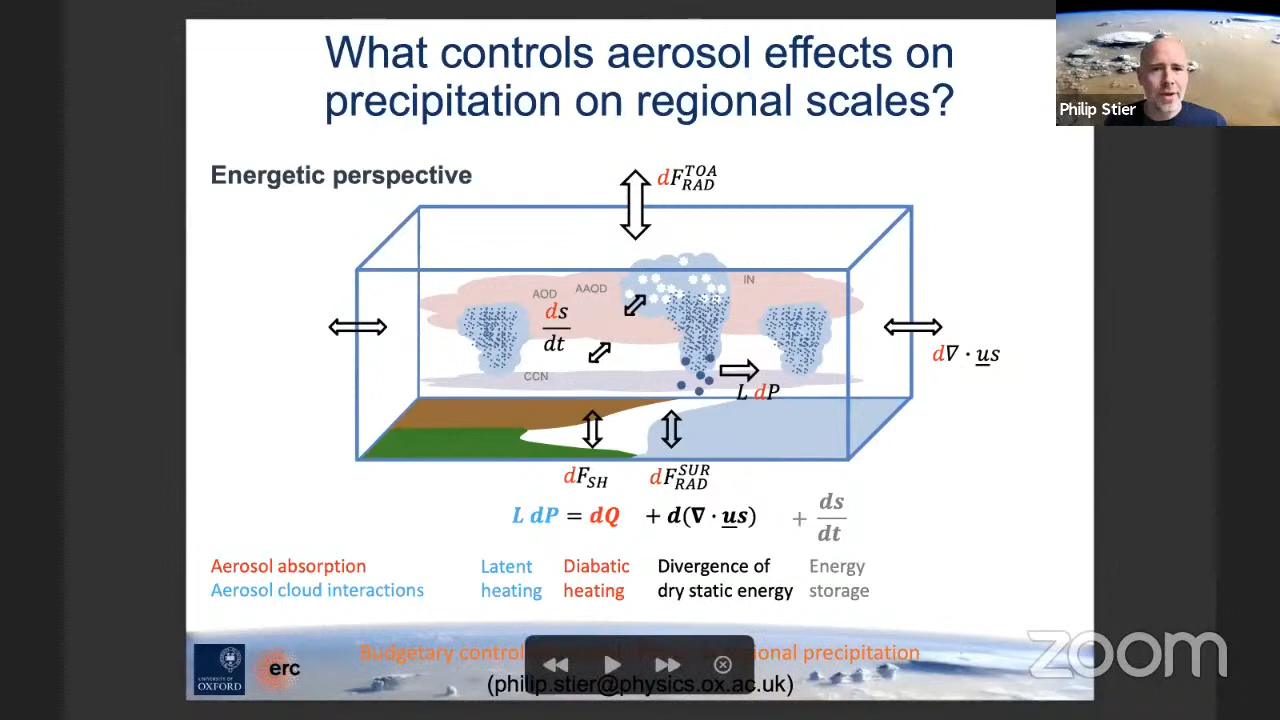 What controls aerosol effects on
precipitation on regional scales?
Philip Stier
Energetic perspective
dF_RAD^TOA
AOD
AAOD
IN
ds/dt
d∇ · us
CCN
L dP
dF_SH
dF_RAD^SUR
L dP = dQ + d(∇ · us) + ds/dt
Aerosol absorption
Aerosol cloud interactions
Latent
heating
Diabatic
heating
Divergence of
dry static energy
Energy
storage
Budgetary control regional precipitation
(philip.stier@physics.ox.ac.uk)
UNIVERSITY OF
OXFORD
erc
zoom